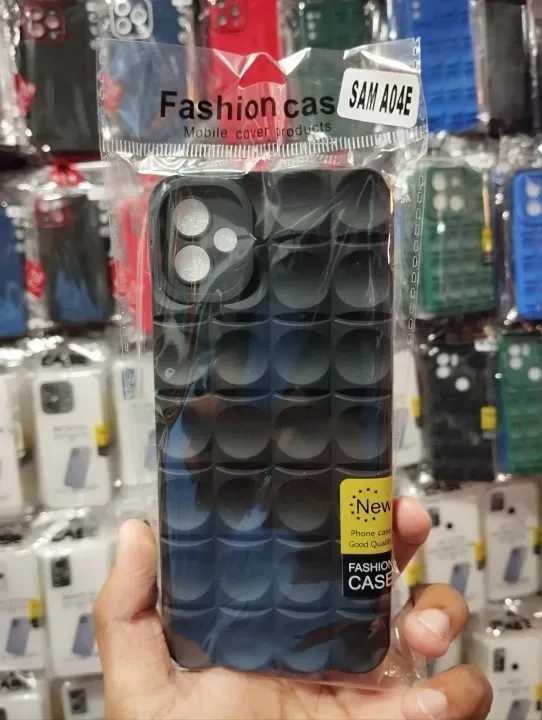 Fashion cas
SAM A04E
Mobile cover products
New
Phone case
Good Quality
FASHION
CASE